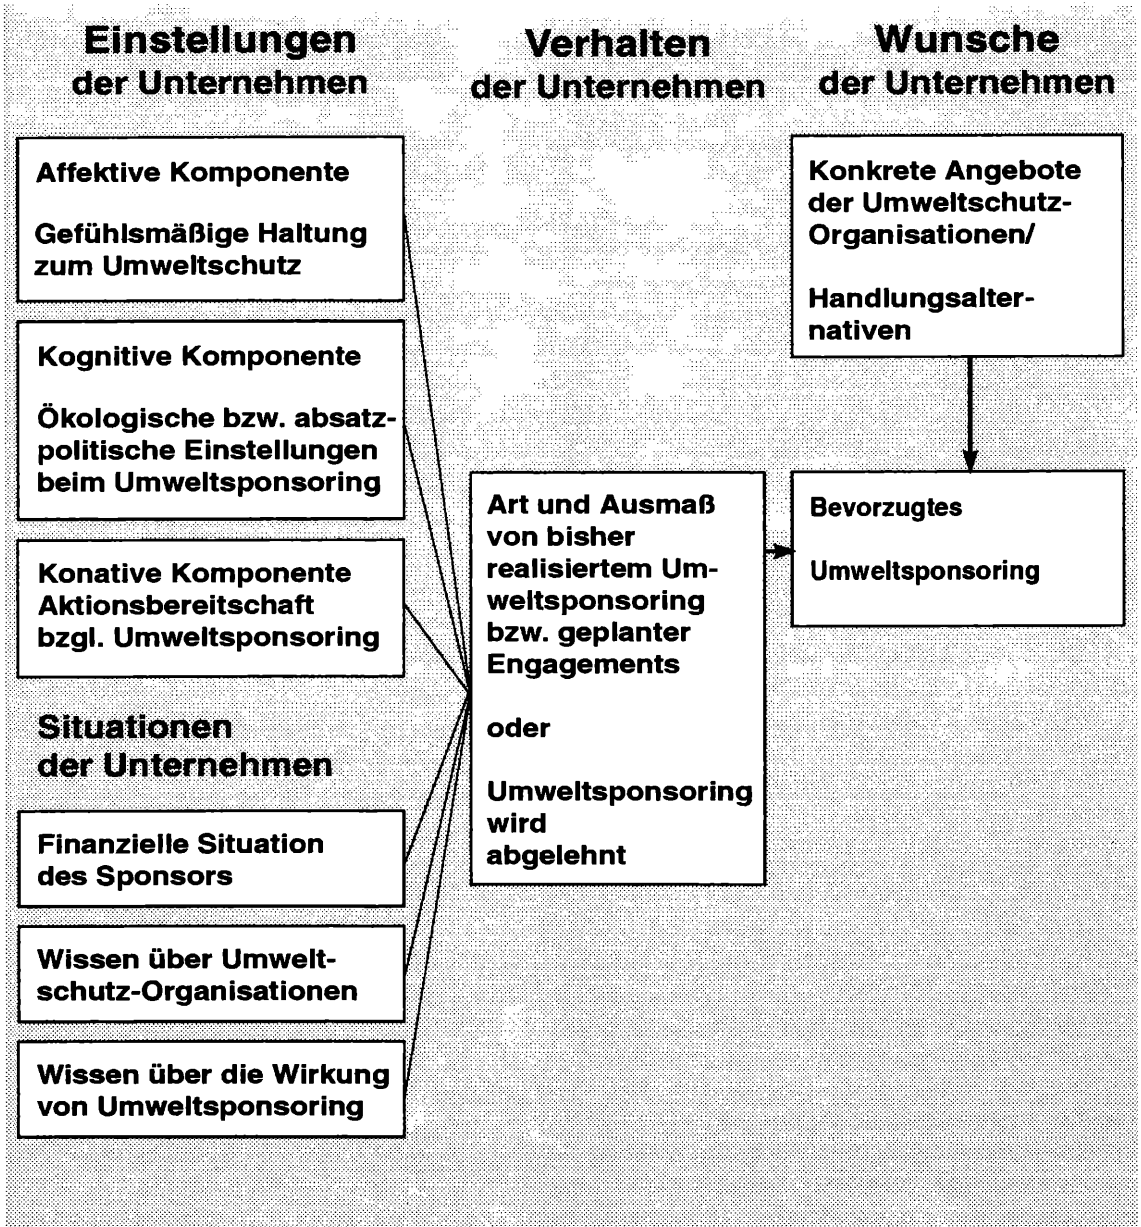 Einstellungen
der Unternehmen
Affektive Komponente
Gefühlsmäßige Haltung
zum Umweltschutz
Kognitive Komponente
Ökologische bzw. absatz-
politische Einstellungen
beim Umweltsponsoring
Konative Komponente
Aktionsbereitschaft
bzgl. Umweltsponsoring
Situationen
der Unternehmen
Finanzielle Situation
des Sponsors
Wissen über Umwelt-
schutz-Organisationen
Wissen über die Wirkung
von Umweltsponsoring
Verhalten
der Unternehmen
Art und Ausmaß
von bisher
realisiertem Um-
weltsponsoring
bzw. geplanter
Engagements
oder
Umweltsponsoring
wird
abgelehnt
Wunsche
der Unternehmen
Konkrete Angebote
der Umweltschutz-
Organisationen/
Handlungsalter-
nativen
Bevorzugtes
Umweltsponsoring